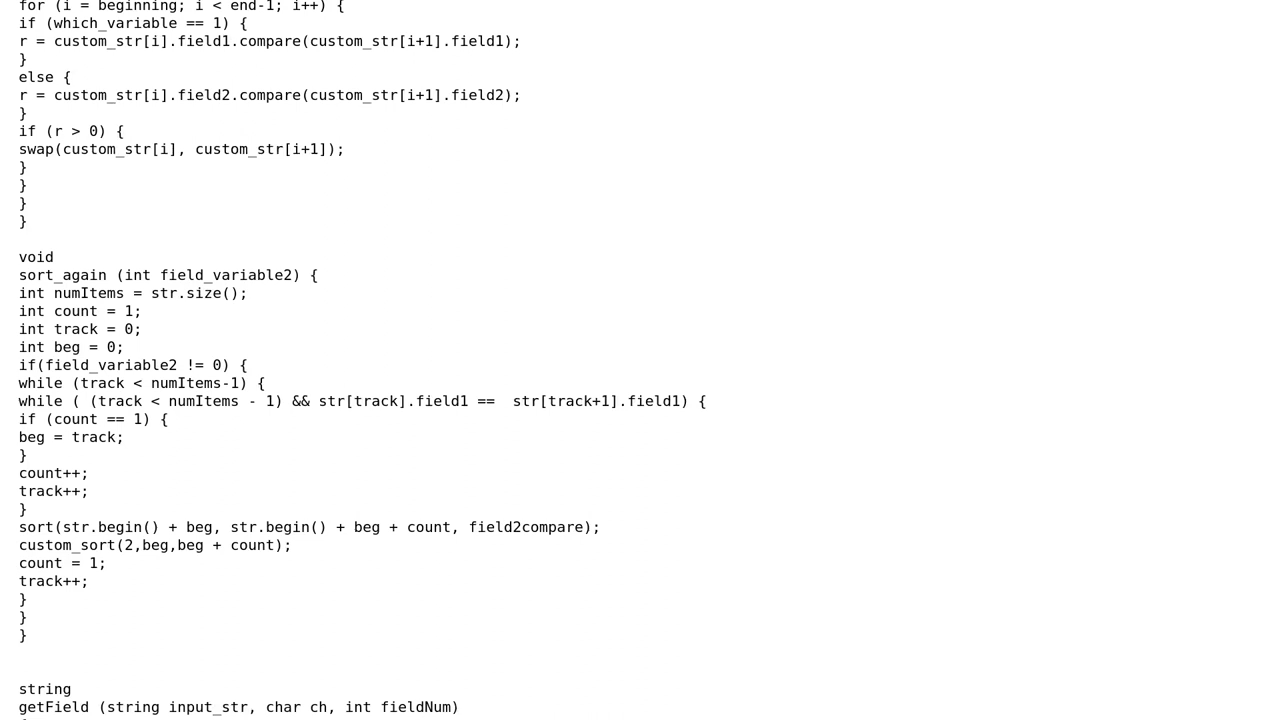 for (i = beginning; i < end-1; i++) {
if (which_variable == 1) {
r = custom_str[i].field1.compare(custom_str[i+1].field1);
}
else {
r = custom_str[i].field2.compare(custom_str[i+1].field2);
}
if (r > 0) {
swap(custom_str[i], custom_str[i+1]);
}
}
}
}

void
sort_again (int field_variable2) {
int numItems = str.size();
int count = 1;
int track = 0;
int beg = 0;
if(field_variable2 != 0) {
while (track < numItems-1) {
while ( (track < numItems - 1) && str[track].field1 ==  str[track+1].field1) {
if (count == 1) {
beg = track;
}
count++;
track++;
}
sort(str.begin() + beg, str.begin() + beg + count, field2compare);
custom_sort(2,beg,beg + count);
count = 1;
track++;
}
}
}

string
getField (string input_str, char ch, int fieldNum)